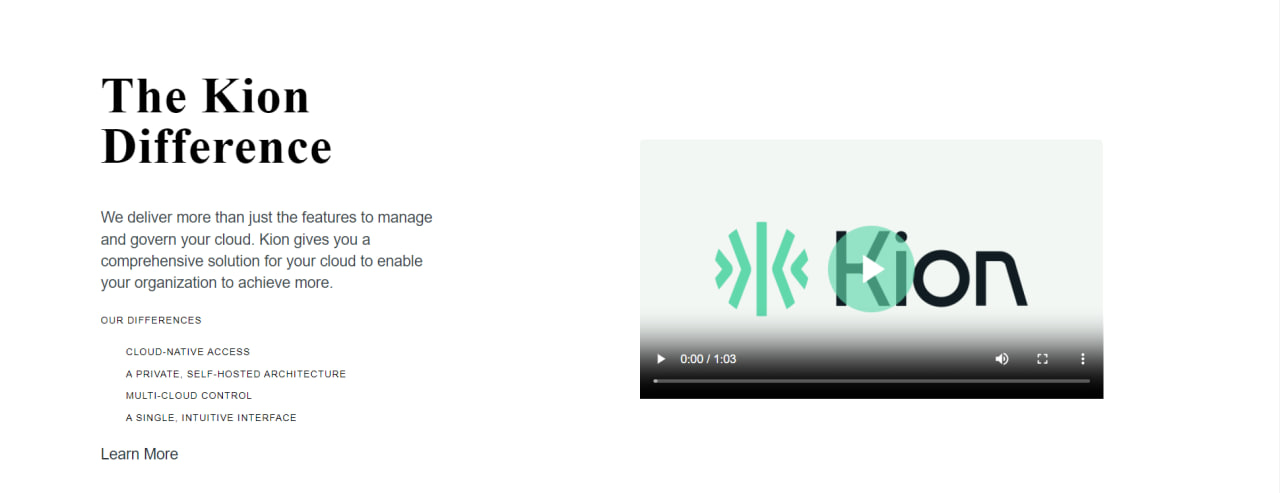 The Kion
Difference
We deliver more than just the features to manage
and govern your cloud. Kion gives you a
comprehensive solution for your cloud to enable
your organization to achieve more.
OUR DIFFERENCES
CLOUD-NATIVE ACCESS
A PRIVATE, SELF-HOSTED ARCHITECTURE
MULTI-CLOUD CONTROL
A SINGLE, INTUITIVE INTERFACE
Learn More
Kion
0:00 / 1:03